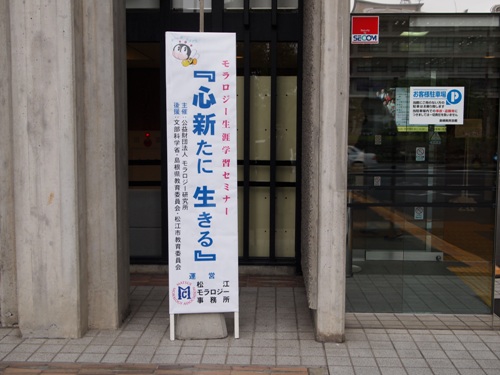 モラロジー生涯学習セミナー
『心新たに 生きる』
主催・公益財団法人 モラロジー研究所
後援・文部科学省・島根県教育委員会・松江市教育委員会
運営
松江
モラロジー
事務所
SECOM
お客様駐車場
P